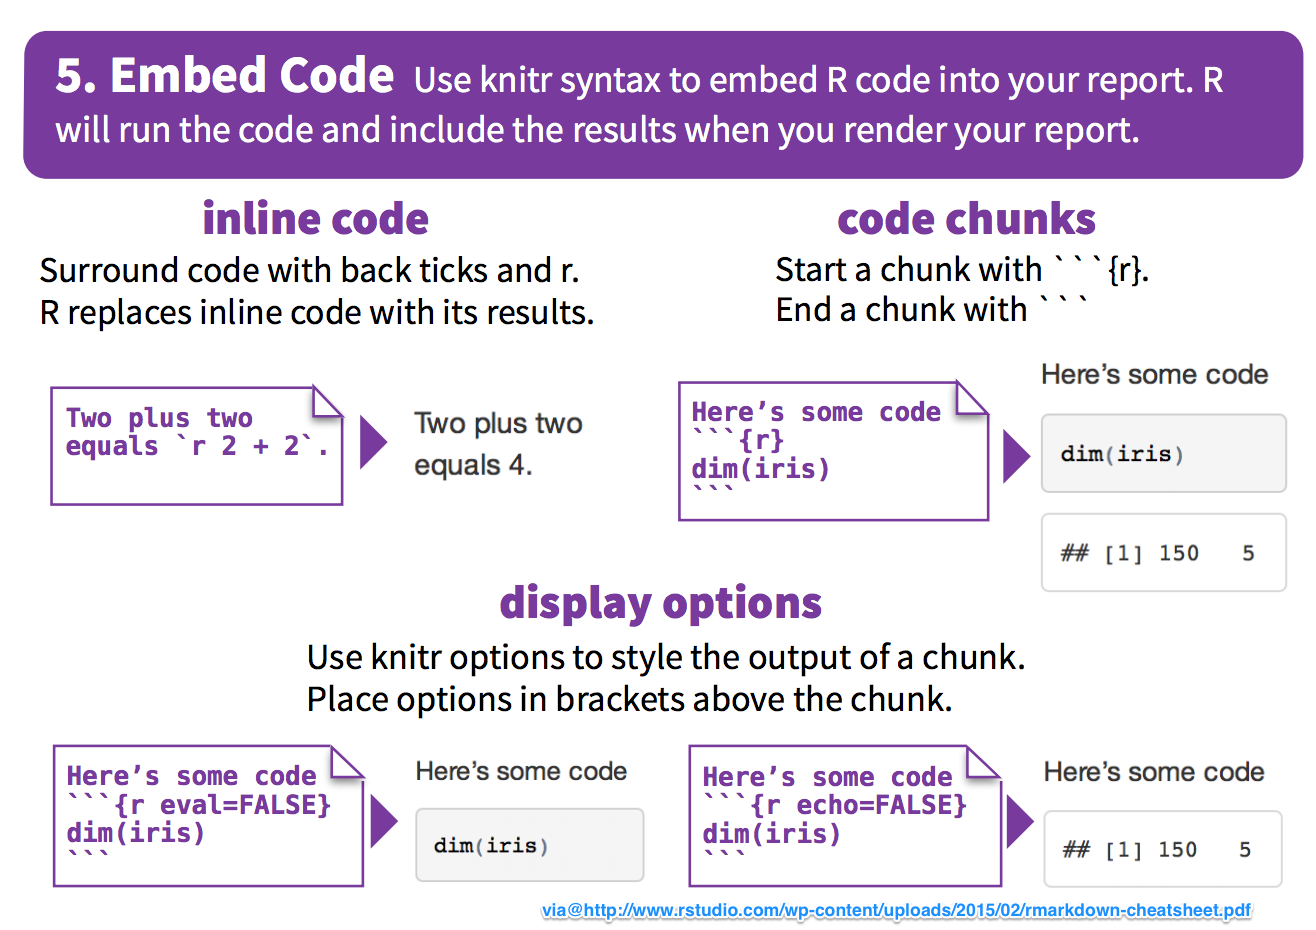 5. Embed Code Use knitr syntax to embed R code into your report. R
will run the code and include the results when you render your report.
inline code
Surround code with back ticks and r.
R replaces inline code with its results.
Two plus two
equals `r 2 + 2`.
Two plus two
equals 4.
code chunks
Start a chunk with ```{r}.
End a chunk with ```
Here’s some code
```{r}
dim(iris)
```
Here’s some code
dim(iris)
## [1] 150   5
display options
Use knitr options to style the output of a chunk.
Place options in brackets above the chunk.
Here’s some code
```{r eval=FALSE}
dim(iris)
```
Here’s some code
dim(iris)
Here’s some code
```{r echo=FALSE}
dim(iris)
```
Here’s some code
## [1] 150   5
via@http://www.rstudio.com/wp-content/uploads/2015/02/rmarkdown-cheatsheet.pdf